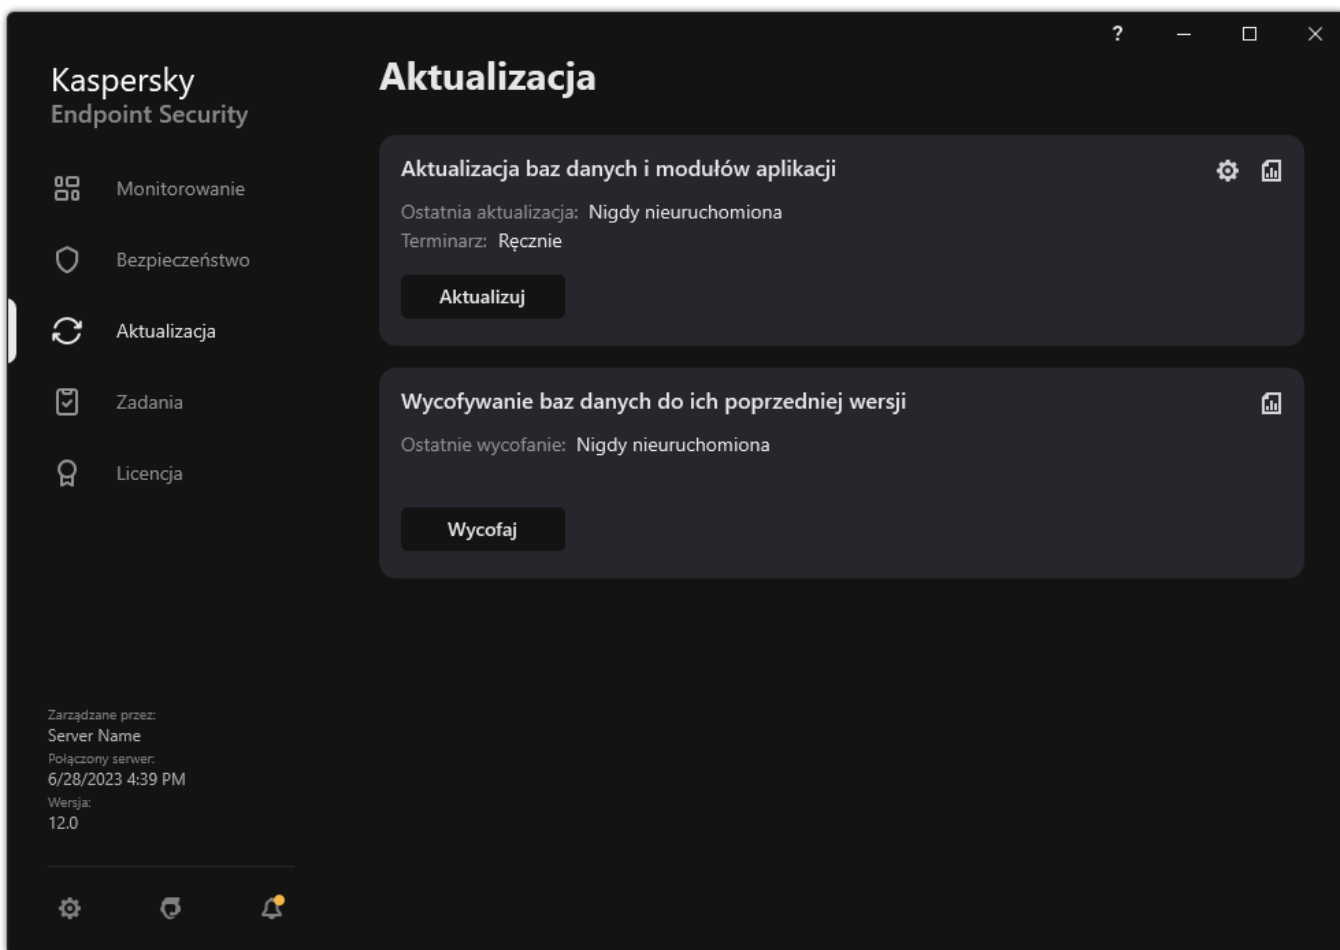 ?
Kaspersky
Endpoint Security
Monitorowanie
Bezpieczeństwo
Aktualizacja
Zadania
Licencja
Zarządzane przez:
Server Name
Połączony serwer:
6/28/2023 4:39 PM
Wersja:
12.0
Aktualizacja
Aktualizacja baz danych i modułów aplikacji
Ostatnia aktualizacja: Nigdy nieuruchomiona
Terminarz: Ręcznie
Aktualizuj
Wycofywanie baz danych do ich poprzedniej wersji
Ostatnie wycofanie: Nigdy nieuruchomiona
Wycofaj